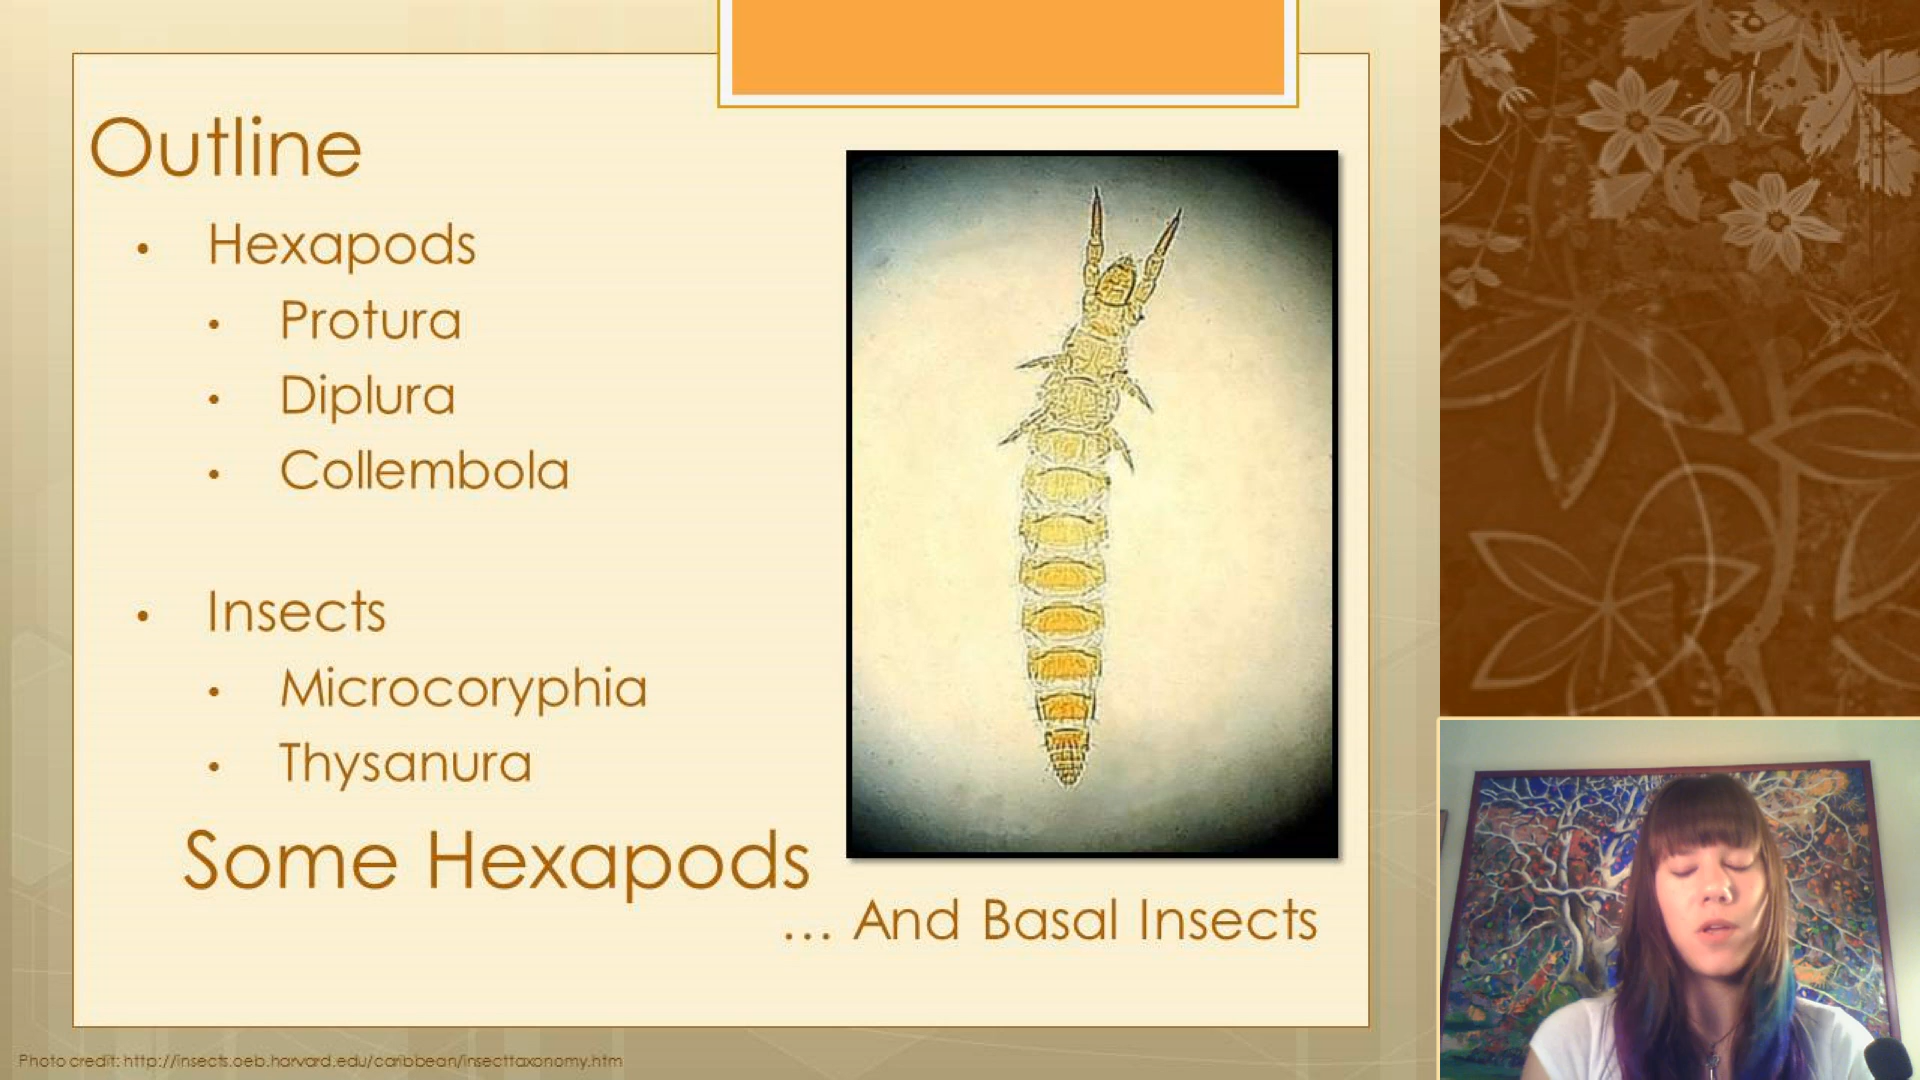 Outline
• Hexapods
• Protura
• Diplura
• Collembola
• Insects
• Microcoryphia
• Thysanura
Some Hexapods
... And Basal Insects
Photo credit: http://insects.oeb.harvard.edu/caribbean/insecttaxonomy.htm